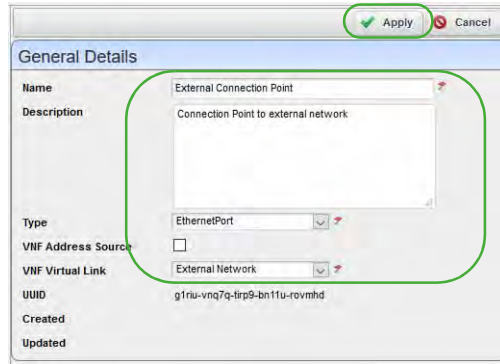 Apply Cancel
General Details
Name External Connection Point
Description Connection Point to external network
Type EthernetPort
VNF Address Source
VNF Virtual Link External Network
UUID g1riu-vnq7q-tirp9-bn11u-rovmhd
Created
Updated